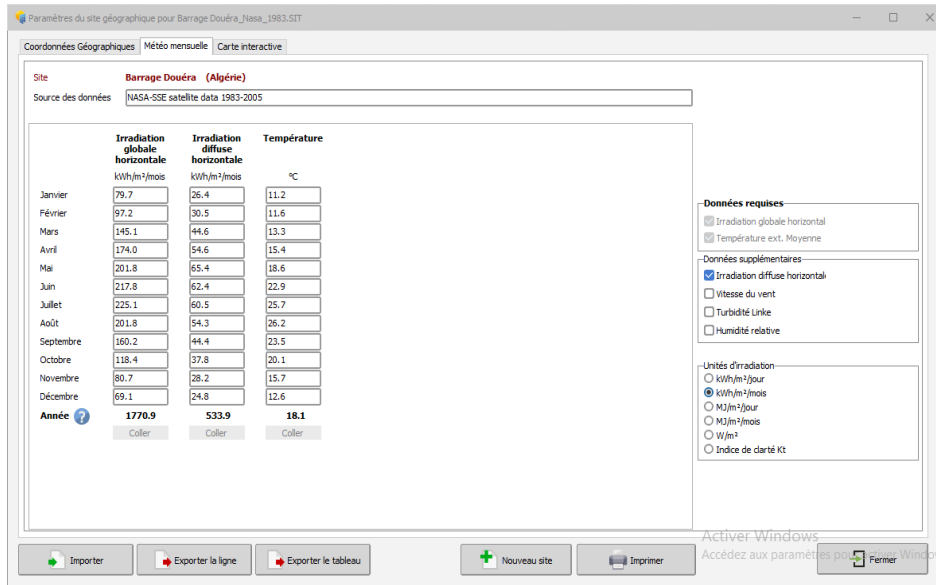 Paramètres du site géographique pour Barrage Douéra_Nasa_1983.SIT
Coordonnées Géographiques Météo mensuelle Carte interactive
Site Barrage Douéra (Algérie)
Source des données NASA-SSE satellite data 1983-2005
Irradiation globale horizontale Irradiation diffuse horizontale Température
kWh/m²/mois kWh/m²/mois °C
Janvier 79.7 26.4 11.2
Février 97.2 30.5 11.6
Mars 145.1 44.6 13.3
Avril 174.0 54.6 15.4
Mai 201.8 65.4 18.6
Juin 217.8 62.4 22.9
Juillet 225.1 60.5 25.7
Août 201.8 54.3 26.2
Septembre 160.2 44.4 23.5
Octobre 118.4 37.8 20.1
Novembre 80.7 28.2 15.7
Décembre 69.1 24.8 12.6
Année ? 1770.9 533.9 18.1
Coller Coller Coller
Données requises
Irradiation globale horizontal
Température ext. Moyenne
Données supplémentaires
Irradiation diffuse horizontale
Vitesse du vent
Turbidité Linke
Humidité relative
Unités d'irradiation
kWh/m²/jour
kWh/m²/mois
MJ/m²/jour
MJ/m²/mois
W/m²
Indice de clarté Kt
Activer Windows
Accédez aux paramètres pour activer Windo
Importer Exporter la ligne Exporter le tableau Nouveau site Imprimer Fermer